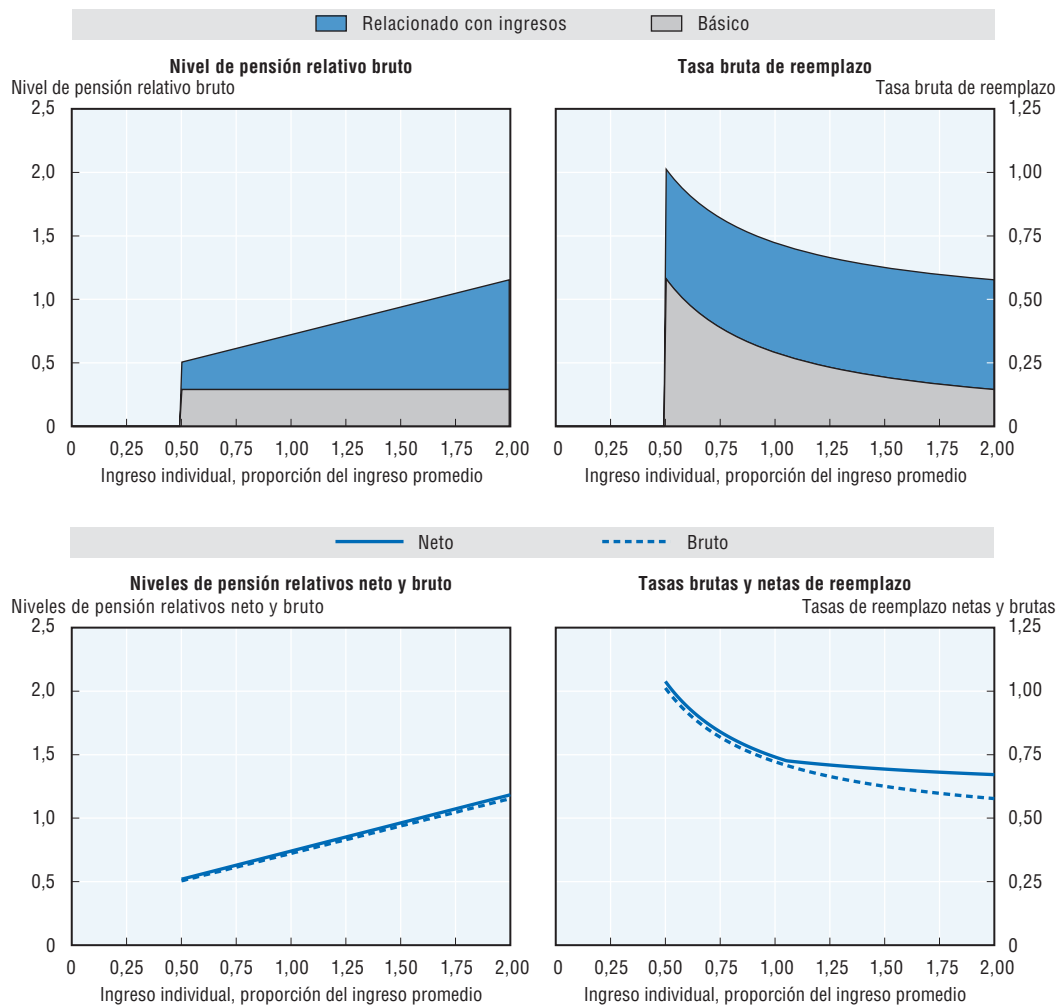 Relacionado con ingresos Básico
Nivel de pensión relativo bruto
Nivel de pensión relativo bruto
2,5
2,0
1,5
1,0
0,5
0
0 0,25 0,50 0,75 1,00 1,25 1,50 1,75 2,00
Ingreso individual, proporción del ingreso promedio
Tasa bruta de reemplazo
Tasa bruta de reemplazo
1,25
1,00
0,75
0,50
0,25
0
0 0,25 0,50 0,75 1,00 1,25 1,50 1,75 2,00
Ingreso individual, proporción del ingreso promedio
Neto Bruto
Niveles de pensión relativos neto y bruto
Niveles de pensión relativos neto y bruto
2,5
2,0
1,5
1,0
0,5
0
0 0,25 0,50 0,75 1,00 1,25 1,50 1,75 2,00
Ingreso individual, proporción del ingreso promedio
Tasas brutas y netas de reemplazo
Tasas de reemplazo netas y brutas
1,25
1,00
0,75
0,50
0,25
0
0 0,25 0,50 0,75 1,00 1,25 1,50 1,75 2,00
Ingreso individual, proporción del ingreso promedio